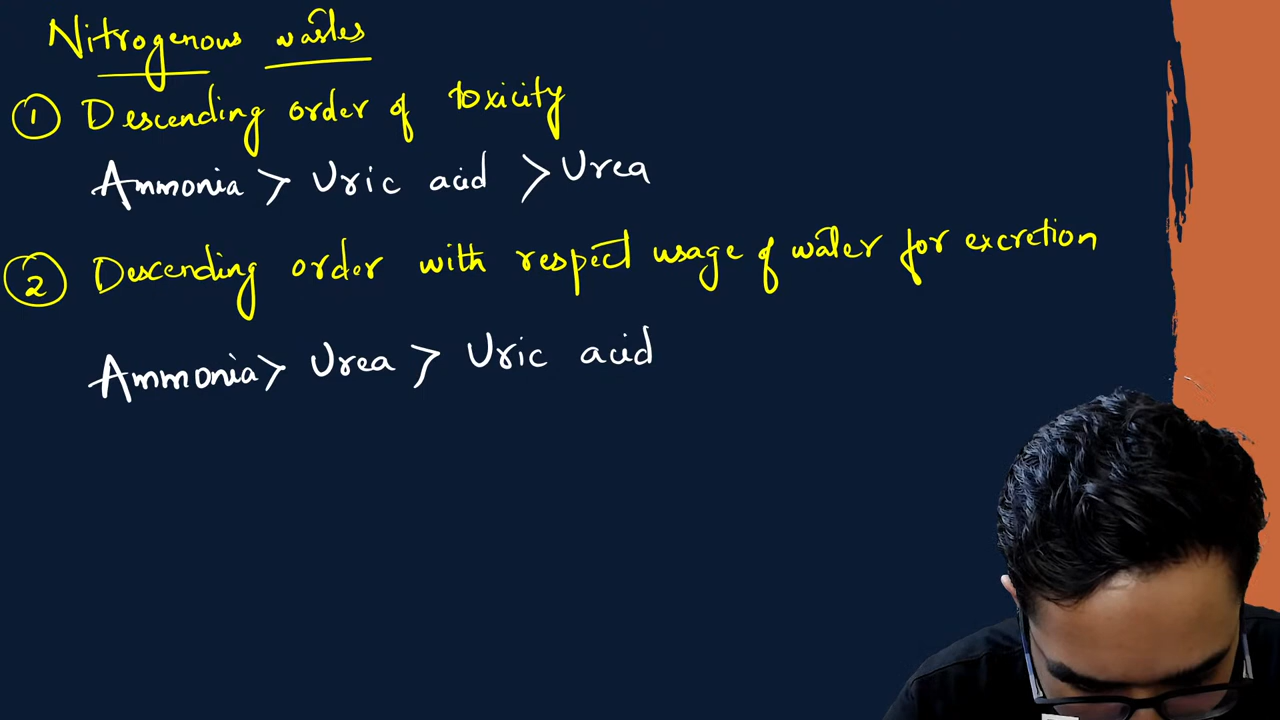 Nitrogenous wastes
① Descending order of toxicity
Ammonia > Uric acid > Urea
② Descending order with respect usage of water for excretion
Ammonia > Urea > Uric acid